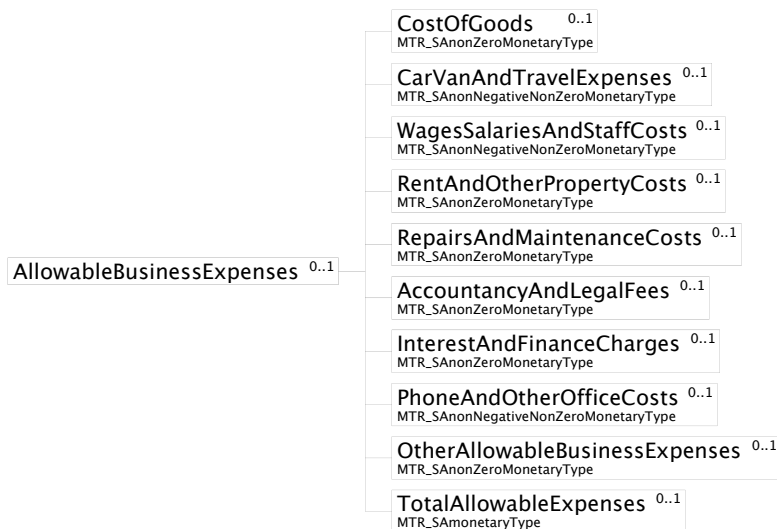 CostOfGoods 0..1
MTR_SAnonZeroMonetaryType
CarVanAndTravelExpenses 0..1
MTR_SAnonNegativeNonZeroMonetaryType
WagesSalariesAndStaffCosts 0..1
MTR_SAnonNegativeNonZeroMonetaryType
RentAndOtherPropertyCosts 0..1
MTR_SAnonZeroMonetaryType
RepairsAndMaintenanceCosts 0..1
MTR_SAnonZeroMonetaryType
AllowableBusinessExpenses 0..1
AccountancyAndLegalFees 0..1
MTR_SAnonZeroMonetaryType
InterestAndFinanceCharges 0..1
MTR_SAnonZeroMonetaryType
PhoneAndOtherOfficeCosts 0..1
MTR_SAnonNegativeNonZeroMonetaryType
OtherAllowableBusinessExpenses 0..1
MTR_SAnonZeroMonetaryType
TotalAllowableExpenses 0..1
MTR_SAmonetaryType